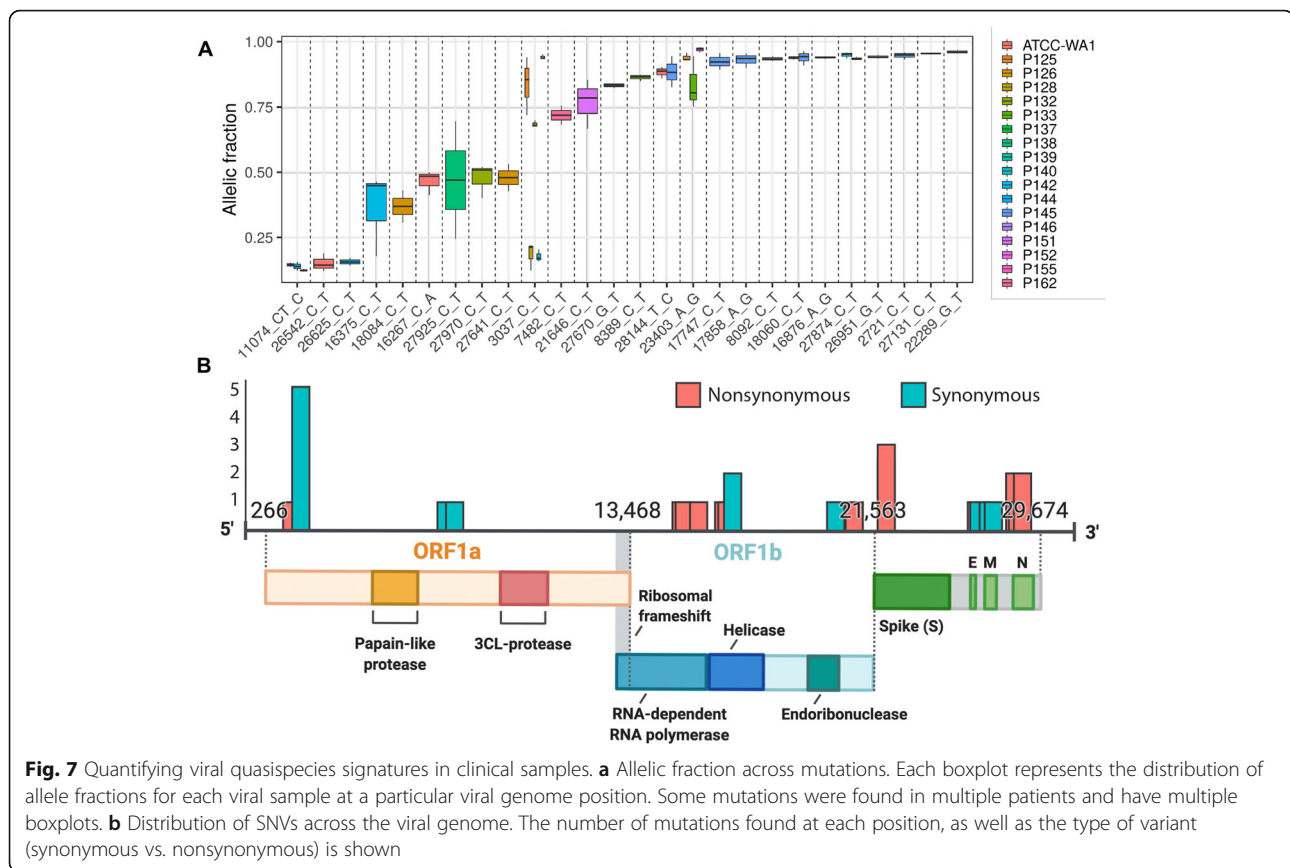 A
1.00
0.75
0.50
0.25
Allelic fraction
11074_CT_C
26542_C_T
26625_C_T
16375_C_T
18084_C_T
16267_C_A
27925_C_T
27970_C_T
27641_C_T
3037_C_T
7482_C_T
21646_C_T
27670_G_T
8389_C_T
28144_T_C
23403_A_G
17747_C_T
17858_A_G
8092_C_T
18060_C_T
16876_A_G
27874_C_T
26951_G_T
2721_C_T
27131_C_T
22289_G_T
ATCC-WA1
P125
P126
P128
P132
P133
P137
P138
P139
P140
P142
P144
P145
P146
P151
P152
P155
P162
B
5
4
3
2
1
Nonsynonymous
Synonymous
266
13,468
21,563
29,674
5'
3'
ORF1a
ORF1b
E M N
Ribosomal
frameshift
Papain-like
protease
3CL-protease
Helicase
Spike (S)
RNA-dependent
RNA polymerase
Endoribonuclease
Fig. 7 Quantifying viral quasispecies signatures in clinical samples. a Allelic fraction across mutations. Each boxplot represents the distribution of
allele fractions for each viral sample at a particular viral genome position. Some mutations were found in multiple patients and have multiple
boxplots. b Distribution of SNVs across the viral genome. The number of mutations found at each position, as well as the type of variant
(synonymous vs. nonsynonymous) is shown